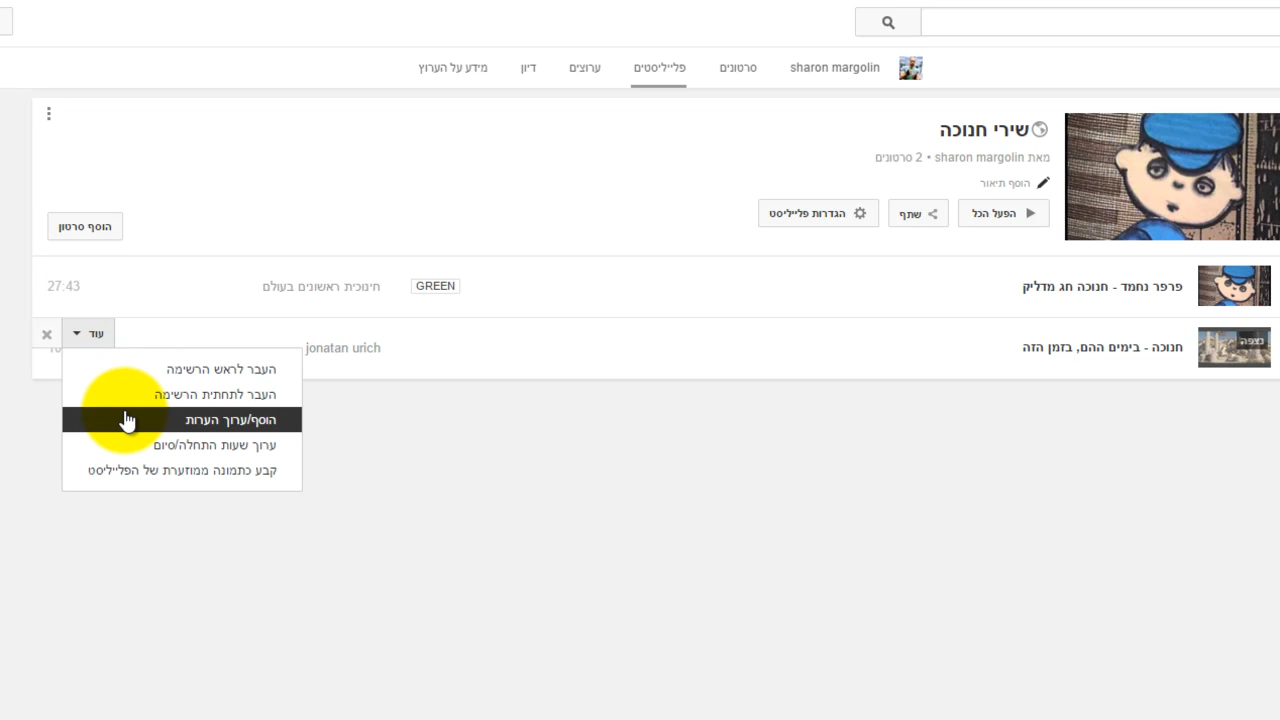 sharon margolin סרטונים פלייליסטים ערוצים דיון מידע על הערוץ
שירי חנוכה
מאת sharon margolin • 2 סרטונים
הוסף תיאור
הפעל הכל שתף הגדרות פלייליסט
הוסף סרטון
פרפר נחמד - חנוכה חג מדליק GREEN חינוכית ראשונים בעולם 27:43
עוד
נצפה
חנוכה - בימים ההם, בזמן הזה jonatan urich
העבר לראש הרשימה
העבר לתחתית הרשימה
הוסף/ערוך הערות
ערוך שעות התחלה/סיום
קבע כתמונה ממוזערת של הפלייליסט